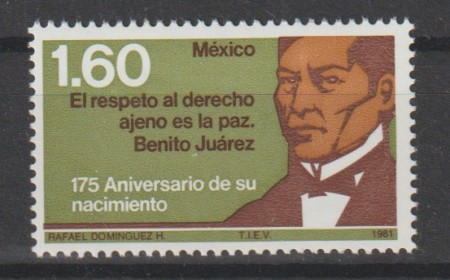 México
1.60
El respeto al derecho
ajeno es la paz.
Benito Juárez
175 Aniversario de su
nacimiento
RAFAEL DOMINGUEZ H. T.I.E.V. 1981